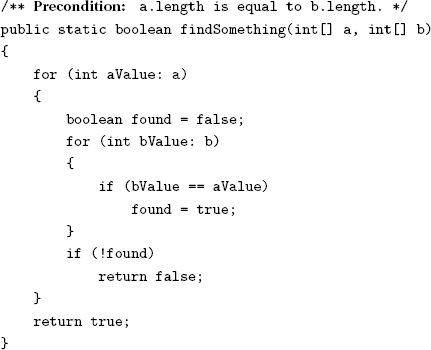 /** Precondition: a.length is equal to b.length. */
public static boolean findSomething(int[] a, int[] b)
{
    for (int aValue: a)
    {
        boolean found = false;
        for (int bValue: b)
        {
            if (bValue == aValue)
                found = true;
        }
        if (!found)
            return false;
    }
    return true;
}